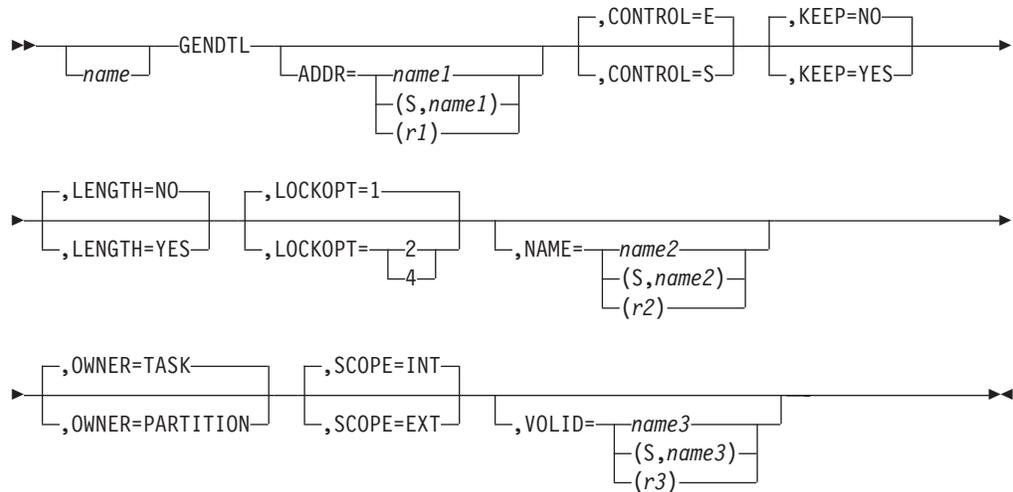 ,CONTROL=E ,KEEP=NO
name GENDTL ADDR= name1 ,CONTROL=S ,KEEP=YES
(S,name1)
(r1)
,LENGTH=NO ,LOCKOPT=1
,LENGTH=YES ,LOCKOPT= 2 ,NAME= name2
4 (S,name2)
(r2)
,OWNER=TASK ,SCOPE=INT
,OWNER=PARTITION ,SCOPE=EXT ,VOLID= name3
(S,name3)
(r3)